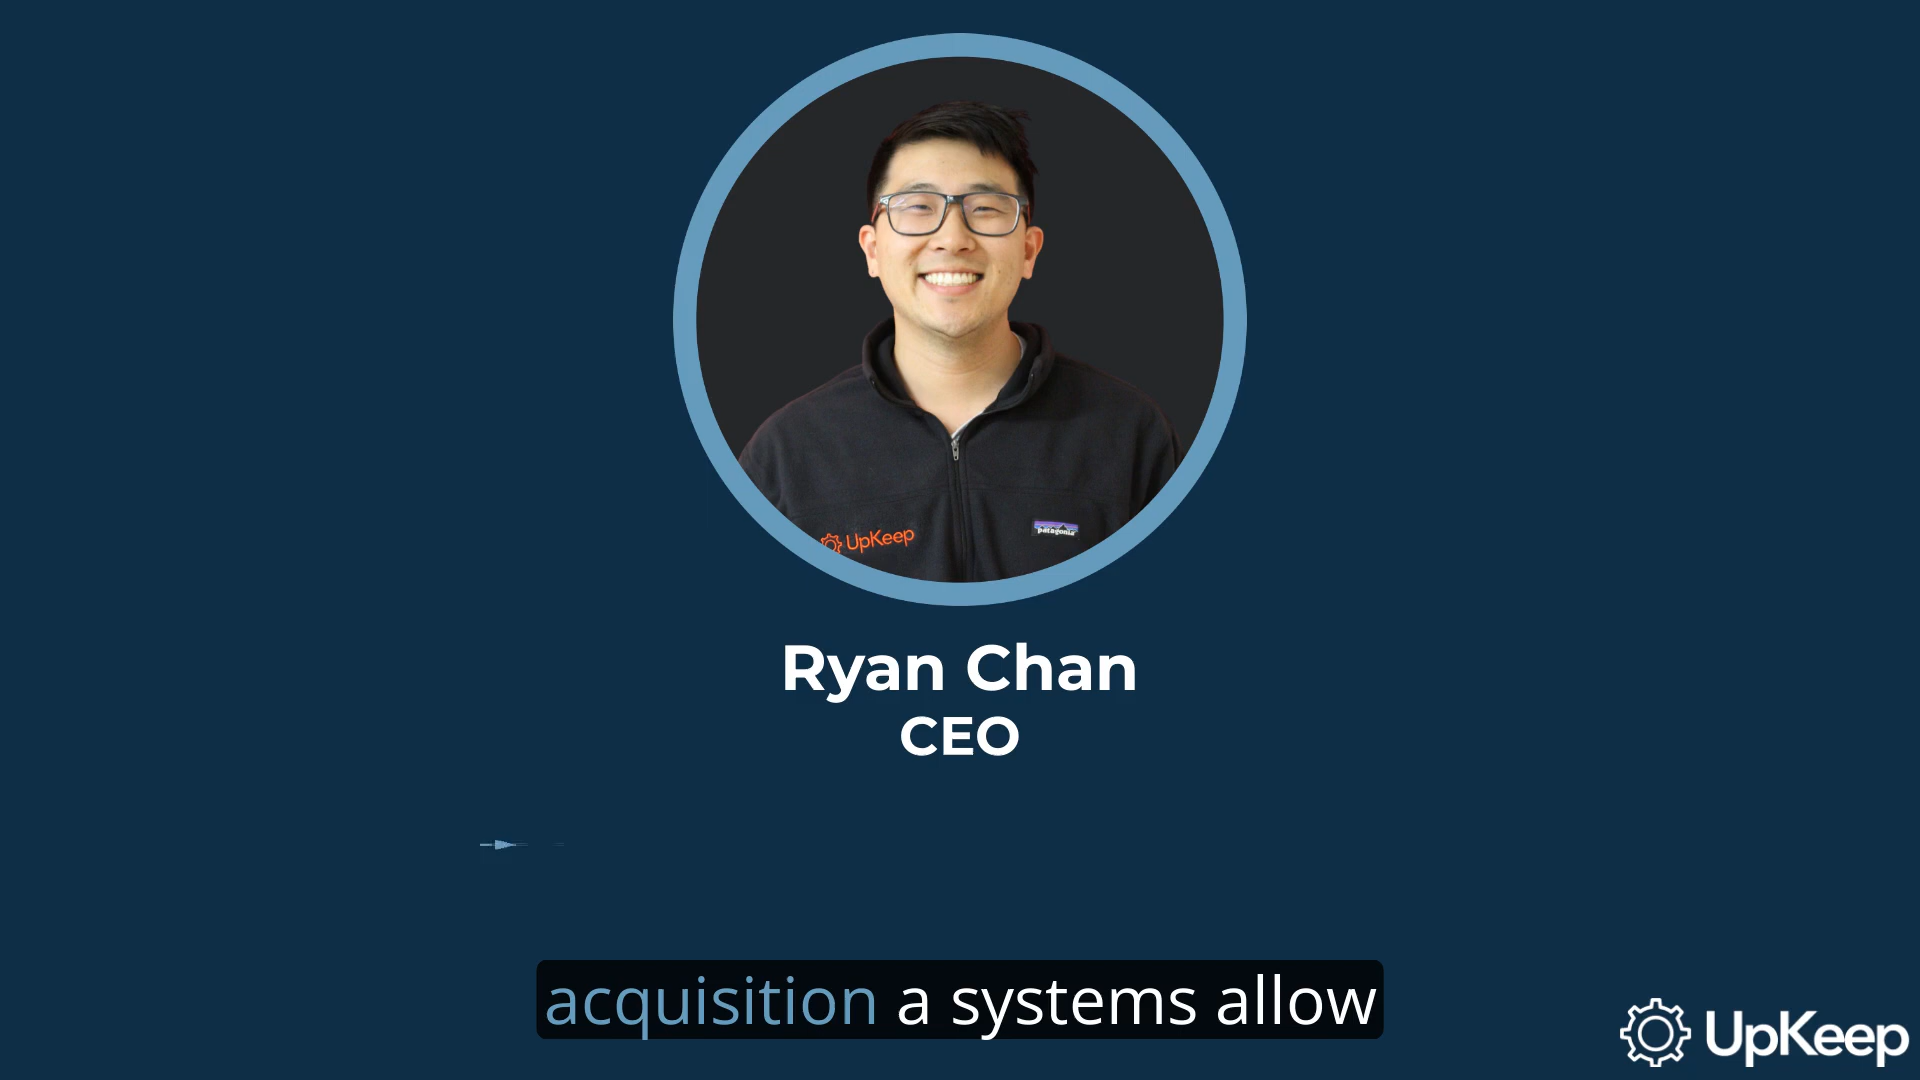 UpKeep
patagonia
Ryan Chan
CEO
acquisition a systems allow
UpKeep